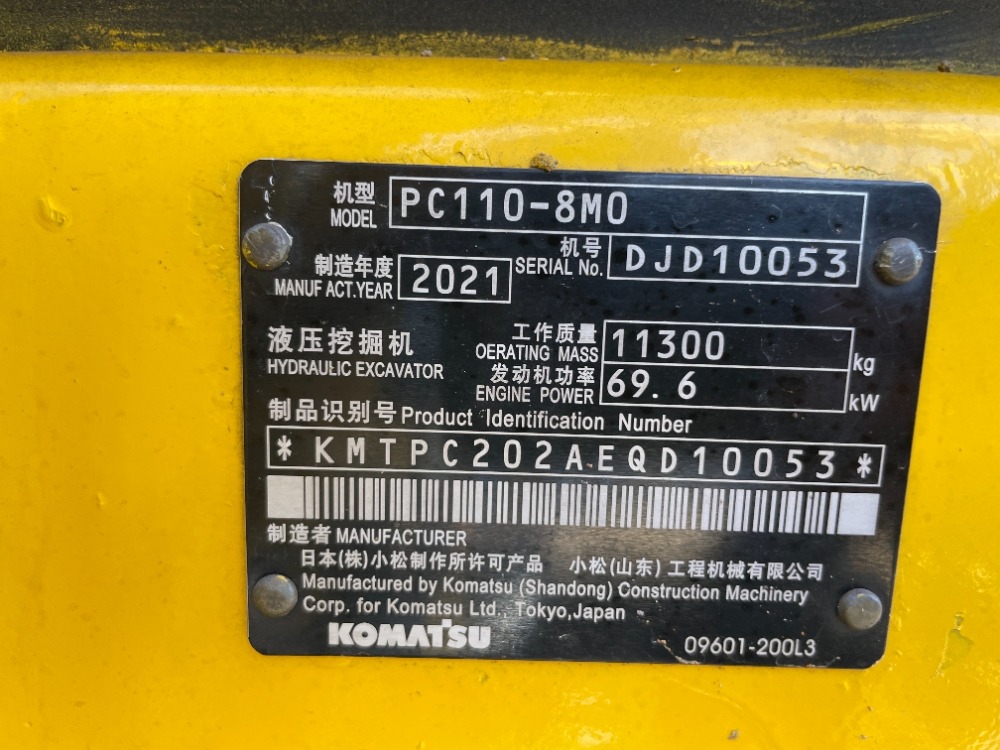 机型
MODEL PC110-8M0
机号
SERIAL No. DJD10053
制造年度
MANUFACT.YEAR 2021
液压挖掘机
HYDRAULIC EXCAVATOR
工作质量
OERATING MASS 11300 kg
发动机功率
ENGINE POWER 69.6 kW
制品识别号 Product Identification Number
*KMTPC202AEQD10053*
制造者 MANUFACTURER
日本(株)小松制作所许可产品 小松(山东)工程机械有限公司
Manufactured by Komatsu (Shandong) Construction Machinery
Corp. for Komatsu Ltd., Tokyo,Japan
KOMATSU
09601-200L3